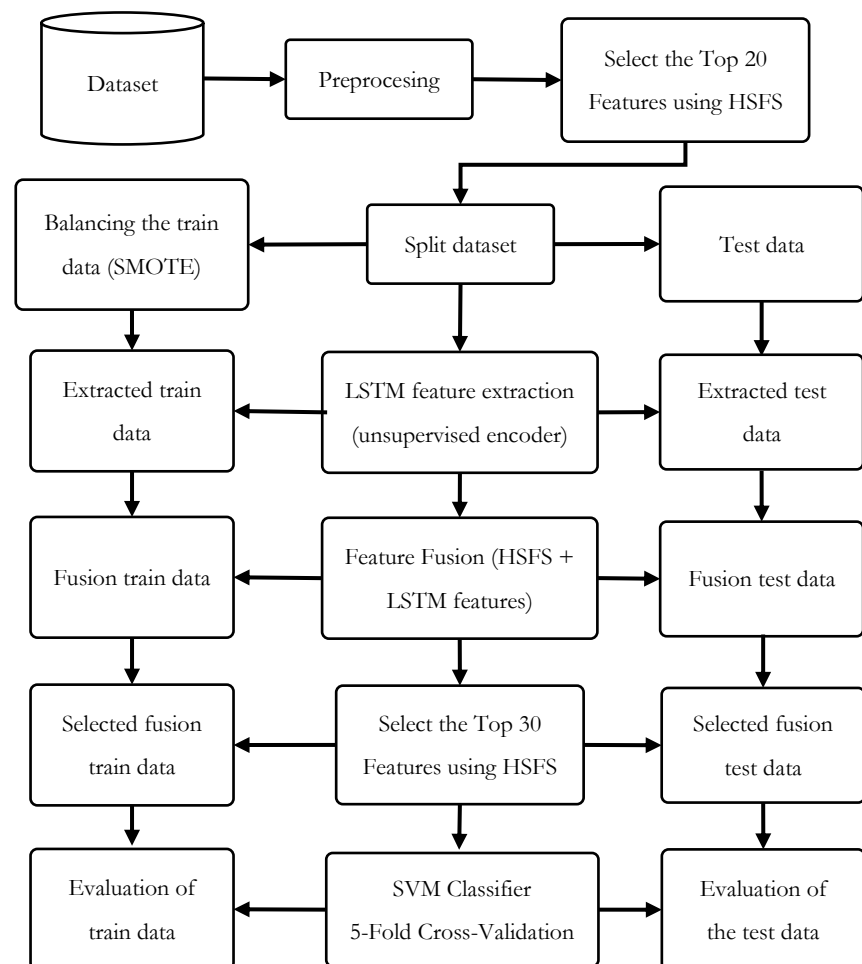 Dataset
Preprocesing
Select the Top 20
Features using HSFS
Balancing the train
data (SMOTE)
Split dataset
Test data
Extracted train
data
LSTM feature extraction
(unsupervised encoder)
Extracted test
data
Fusion train data
Feature Fusion (HSFS +
LSTM features)
Fusion test data
Selected fusion
train data
Select the Top 30
Features using HSFS
Selected fusion
test data
Evaluation of
train data
SVM Classifier
5-Fold Cross-Validation
Evaluation of
the test data